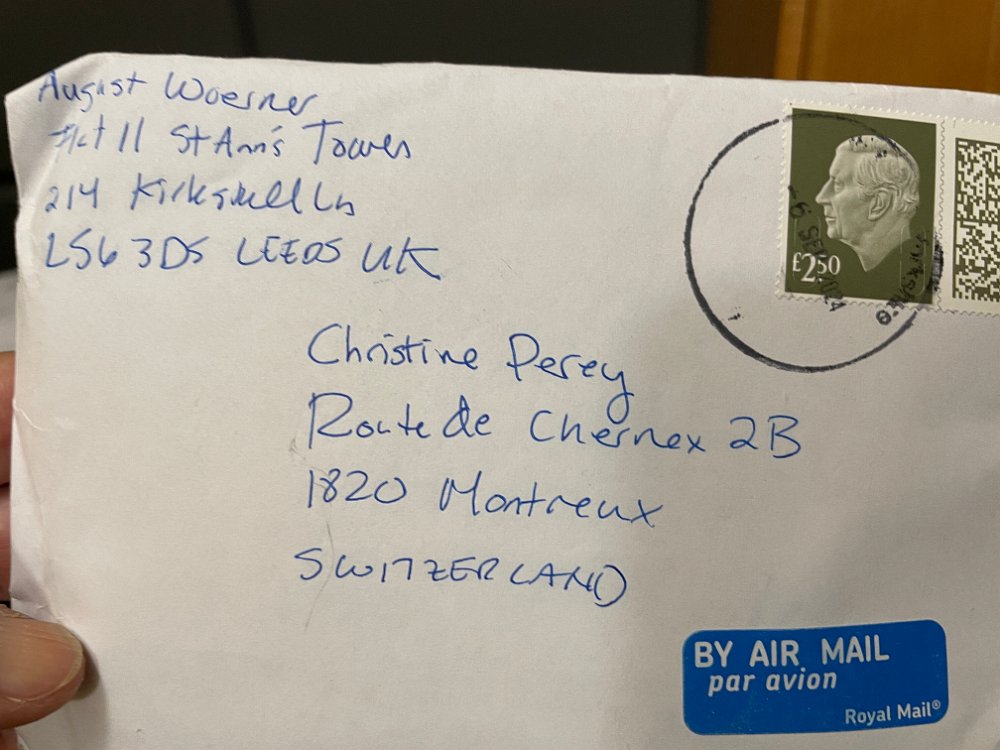 August Woerner
Flat 11 St Ann's Tower
214 Kirkstall Ln
LS6 3DS LEEDS UK
£2.50
Christine Perey
Route de Chernex 2B
1820 Montreux
SWITZERLAND
BY AIR MAIL
par avion
Royal Mail®